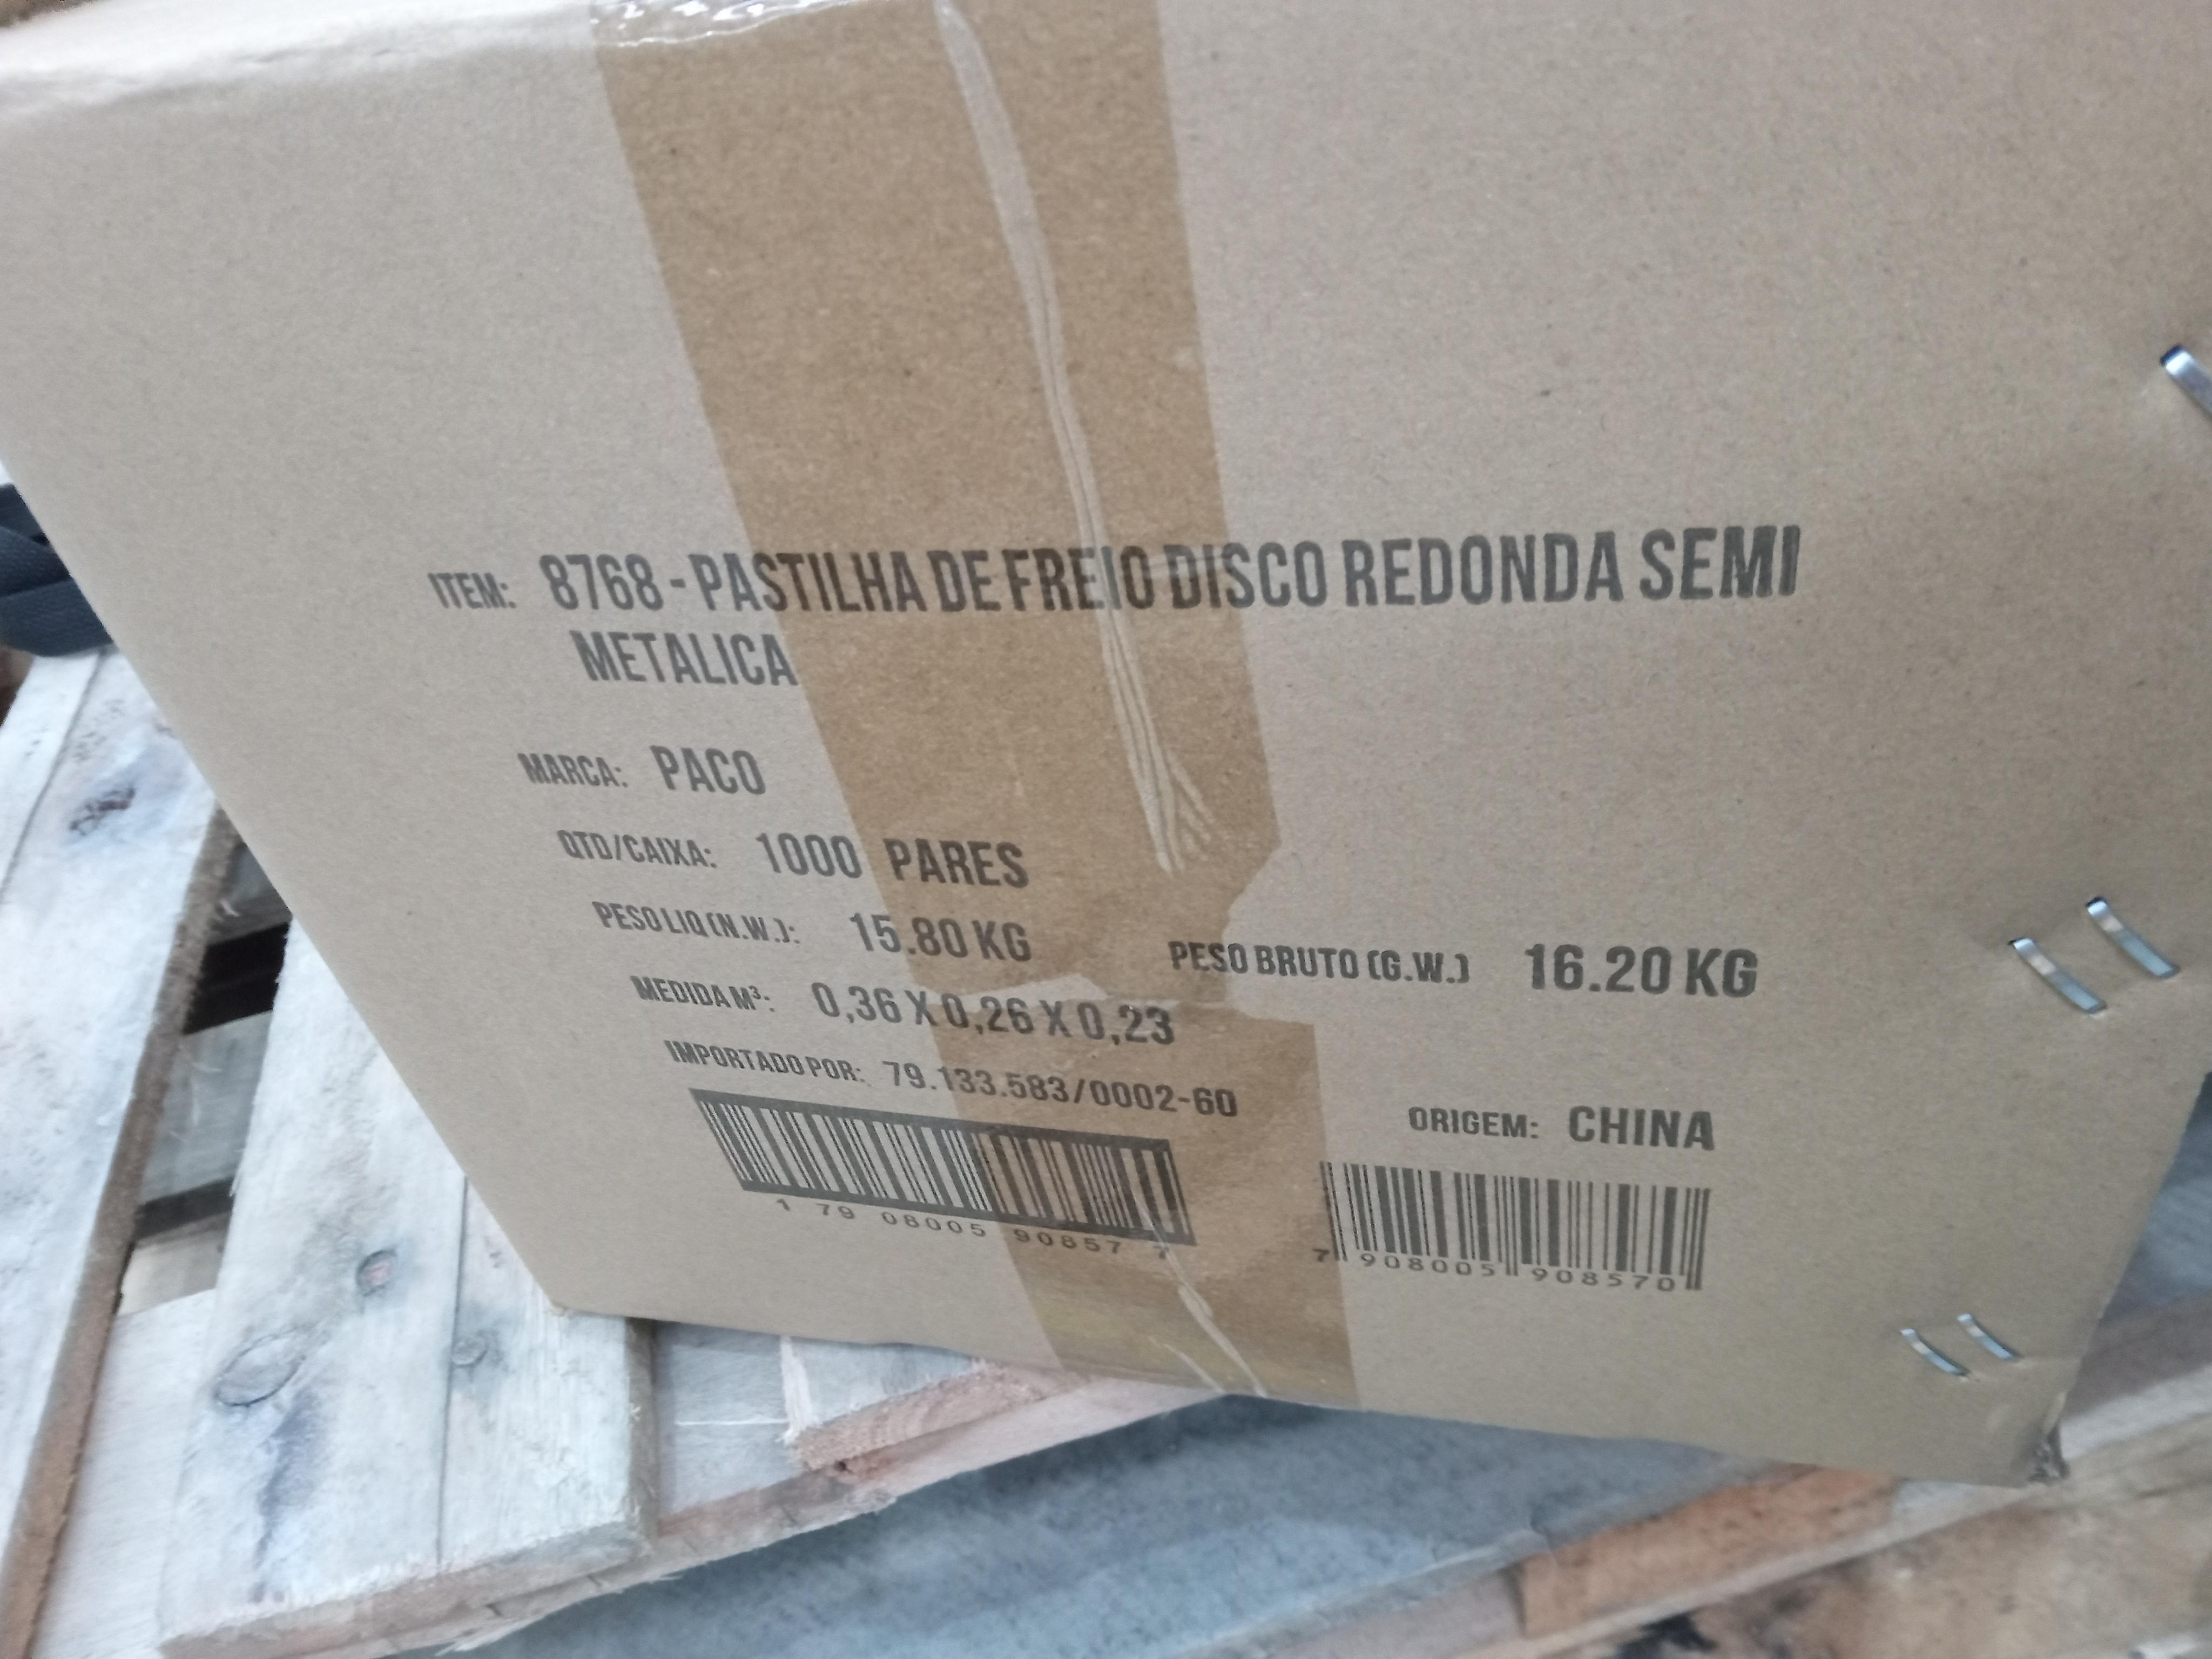 ITEM: 8768 - PASTILHA DE FREIO DISCO REDONDA SEMI
METALICA
MARCA: PACO
QTD/CAIXA: 1000 PARES
PESO LIQ (N.W.): 15.80 KG PESO BRUTO (G.W.) 16.20 KG
MEDIDA M³: 0,36 X 0,26 X 0,23
IMPORTADO POR: 79.133.583/0002-60 ORIGEM: CHINA
1 79 08005 90857 7
7 908005 908570